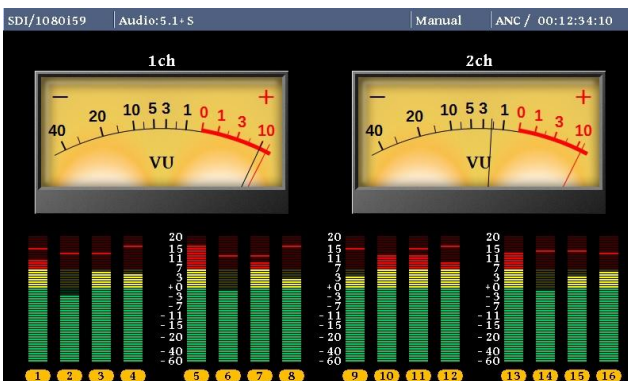 SDI/1080i59 Audio:5.1+S Manual ANC / 00:12:34:10
1ch 2ch
− + − +
40 20 10 5 3 1 0 1 3 10 40 20 10 5 3 1 0 1 3 10
VU VU
20 20 20
15 15 15
11 11 11
7 7 7
3 3 3
+0 +0 +0
-3 -3 -3
-7 -7 -7
-11 -11 -11
-15 -15 -15
-20 -20 -20
-40 -40 -40
-60 -60 -60
1 2 3 4 5 6 7 8 9 10 11 12 13 14 15 16